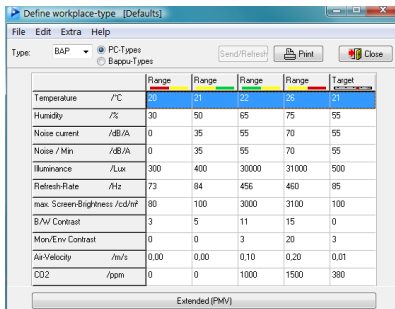 Define workplace-type [Defaults]
File Edit Extra Help
Type: BAP PC-Types Bappu-Types Send/Refresh Print Close
Range Range Range Range Target
Temperature /°C 20 21 22 26 21
Humidity /% 30 50 65 75 55
Noise current /dB/A 0 35 55 70 55
Noise / Min /dB/A 0 35 55 70 55
Illuminance /Lux 300 400 30000 31000 500
Refresh-Rate /Hz 73 84 456 460 85
max. Screen-Brightness /cd/m² 80 100 3000 3100 100
B/W Contrast 3 5 11 15 0
Mon/Env Contrast 0 0 3 20 3
Air-Velocity /m/s 0,00 0,00 0,10 0,20 0,01
CO2 /ppm 0 0 1000 1500 380
Extended (PMV)